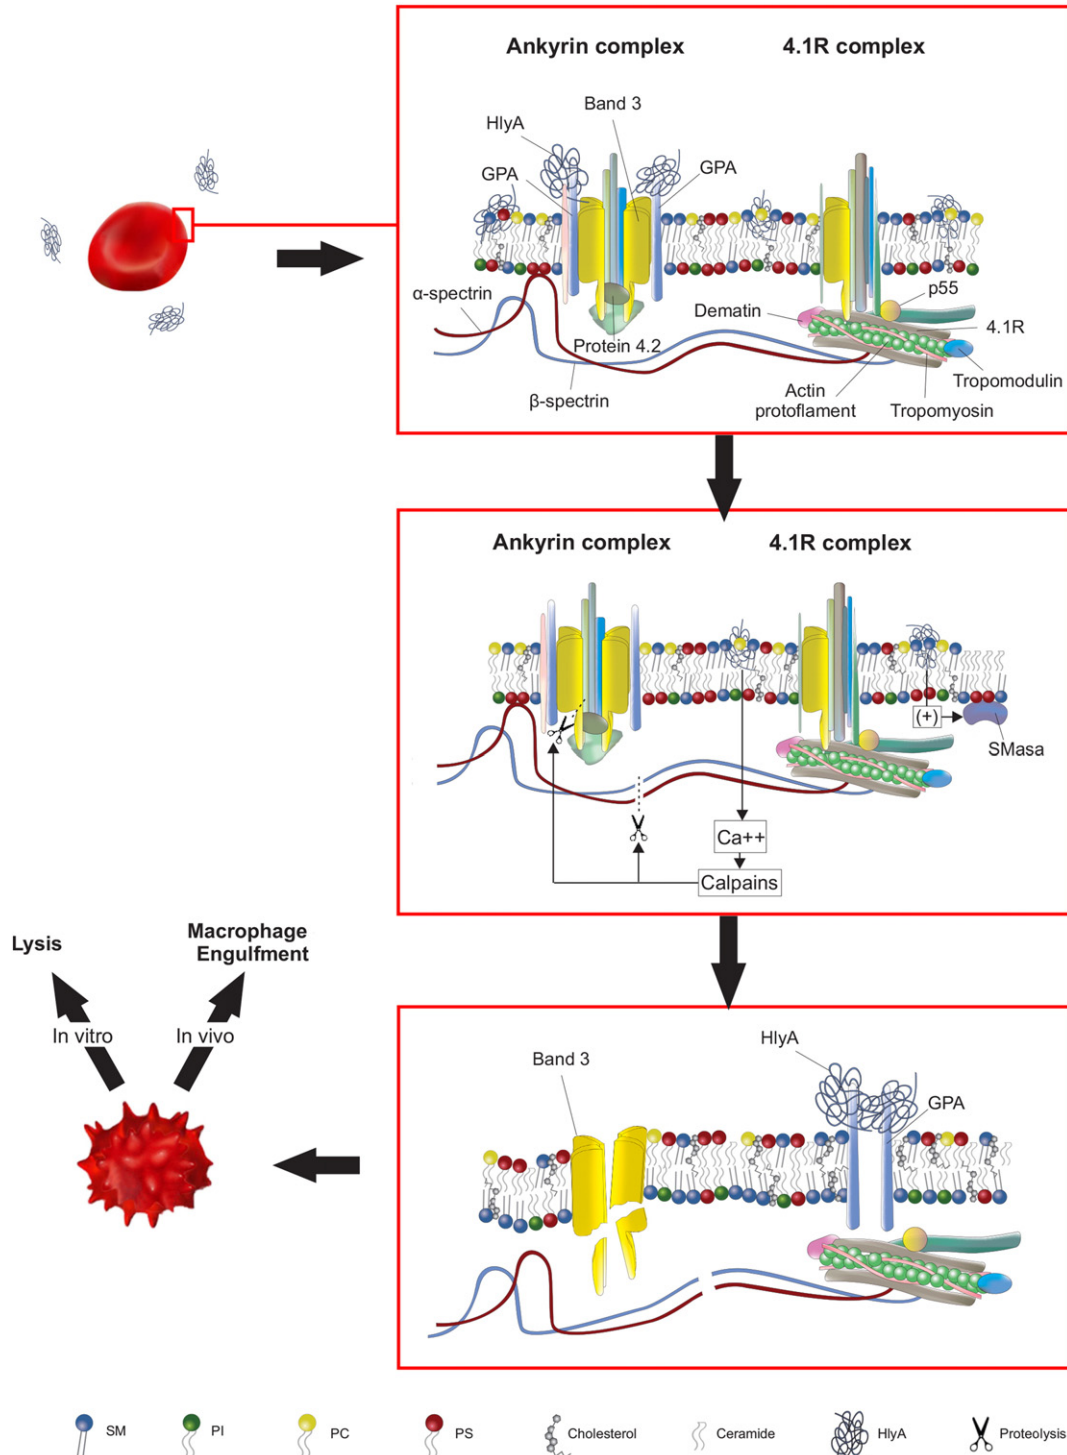 Ankyrin complex
4.1R complex
Band 3
HlyA
GPA
GPA
α-spectrin
Dematin
p55
4.1R
Protein 4.2
Tropomodulin
β-spectrin
Actin
protoflament
Tropomyosin
Ankyrin complex
4.1R complex
(+)
SMasa
Ca++
Calpains
Lysis
Macrophage
Engulfment
In vitro
In vivo
HlyA
Band 3
GPA
SM
PI
PC
PS
Cholesterol
Ceramide
HlyA
Proteolysis